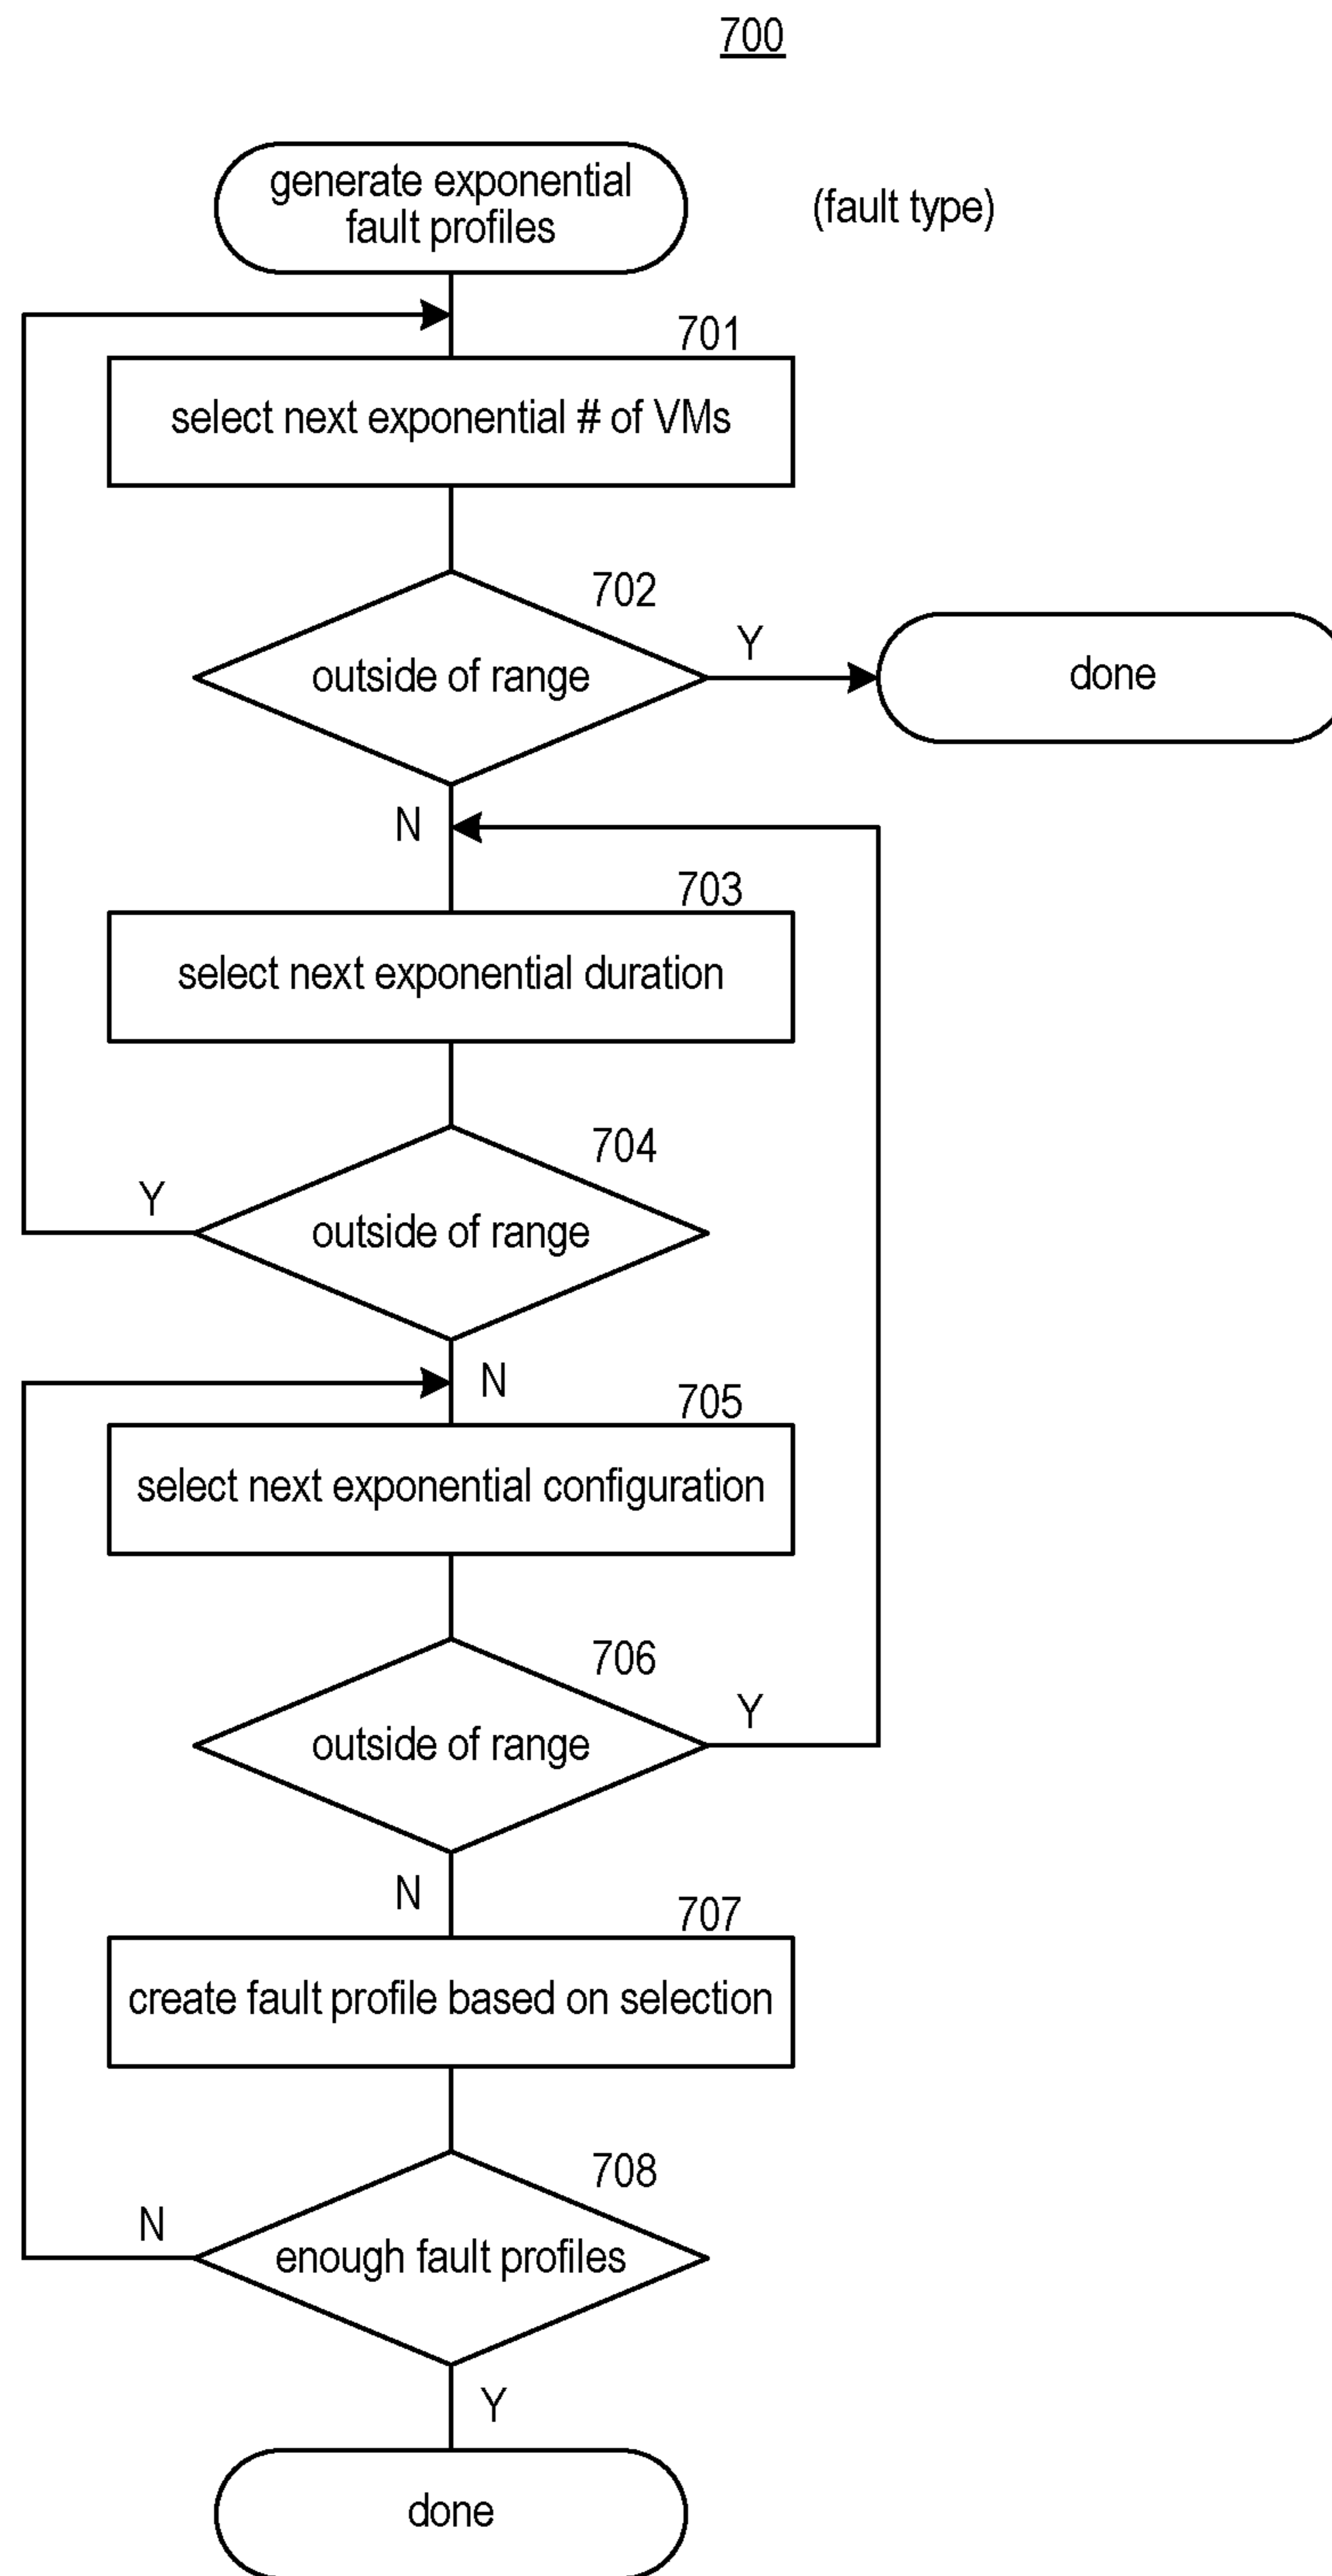 700
generate exponential
fault profiles
(fault type)
701
select next exponential # of VMs
702
outside of range
Y
done
N
703
select next exponential duration
704
outside of range
Y
N
705
select next exponential configuration
706
outside of range
Y
N
707
create fault profile based on selection
708
enough fault profiles
N
Y
done